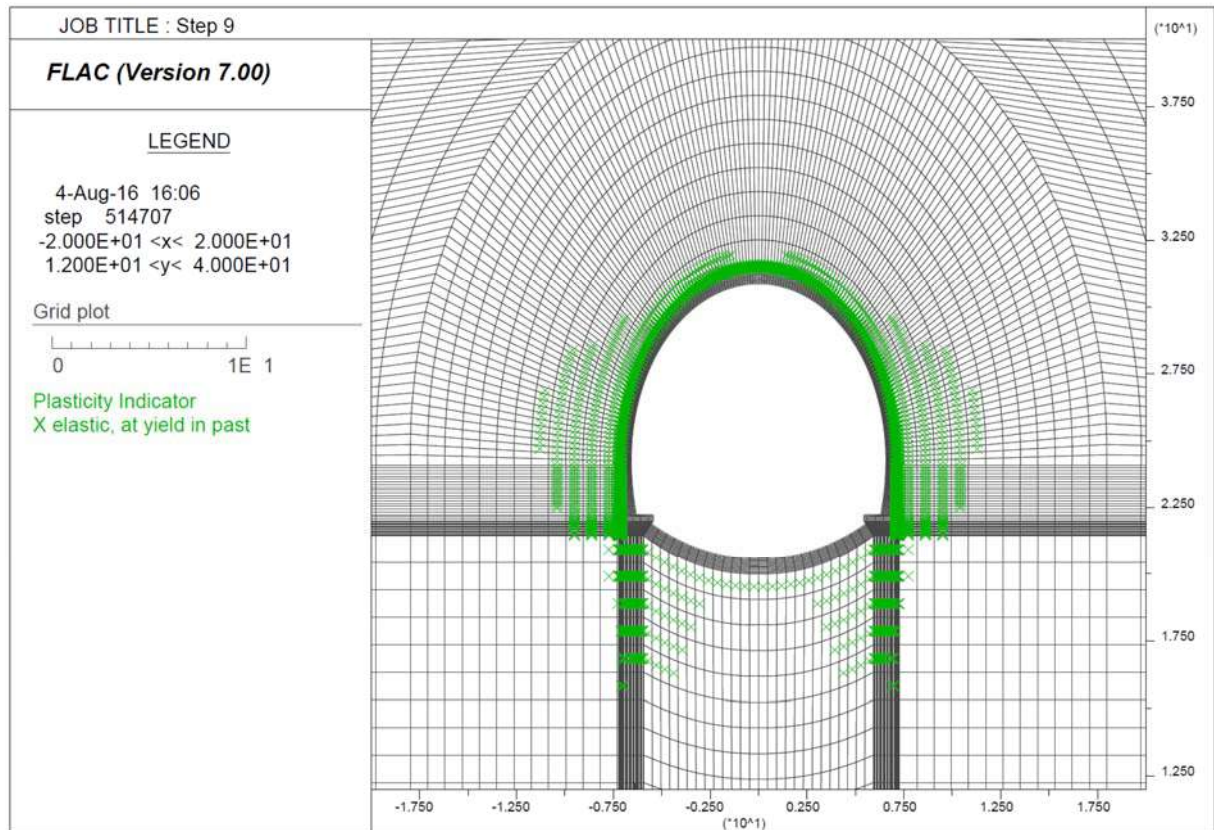 JOB TITLE : Step 9
FLAC (Version 7.00)
LEGEND
4-Aug-16 16:06
step 514707
-2.000E+01 <x< 2.000E+01
1.200E+01 <y< 4.000E+01
Grid plot
0 1E 1
Plasticity Indicator
X elastic, at yield in past
(*10^1)
3.750
3.250
2.750
2.250
1.750
1.250
-1.750 -1.250 -0.750 -0.250 0.250 0.750 1.250 1.750
(*10^1)